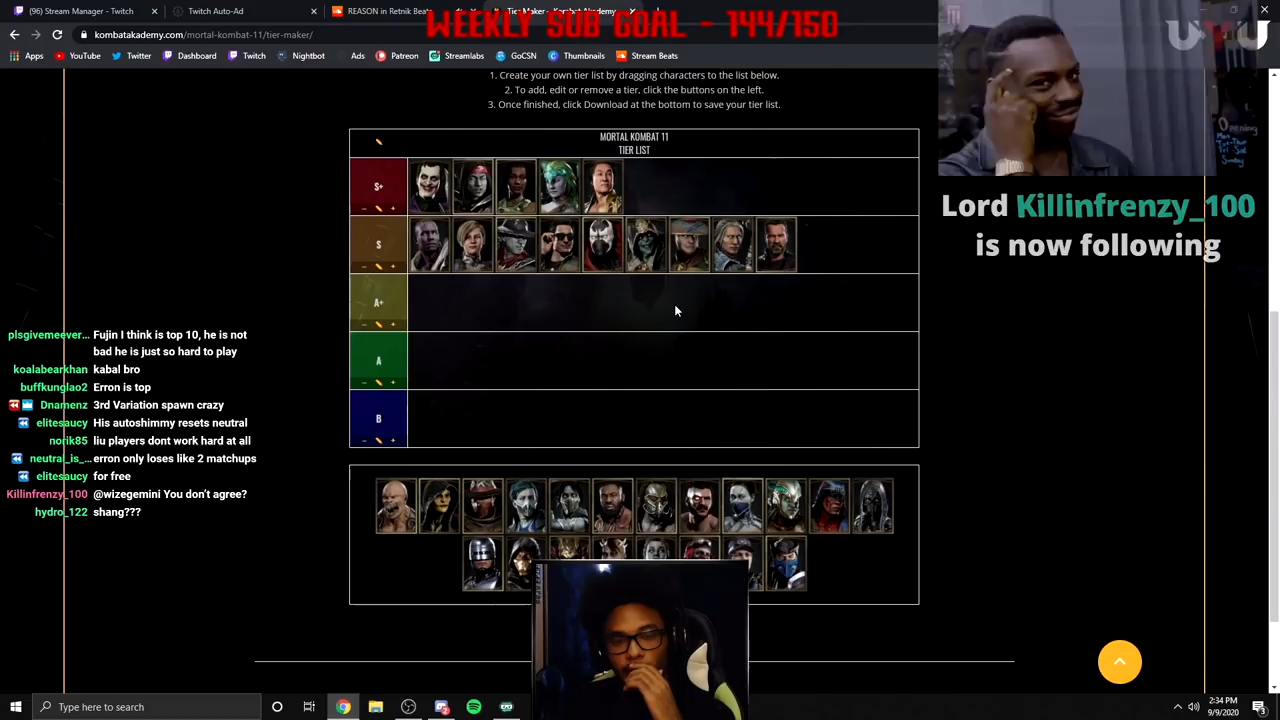 (96) Stream Manager - Twitch
Twitch Auto-Ad
REASON in Retnik Beats
Tier Maker - Kombat Akademy
WEEKLY SUB GOAL - 144/150
kombatakademy.com/mortal-kombat-11/tier-maker/
Apps
YouTube
Twitter
Dashboard
Twitch
Nightbot
Ads
Patreon
Streamlabs
GoCSN
Thumbnails
Stream Beats
1. Create your own tier list by dragging characters to the list below.
2. To add, edit or remove a tier, click the buttons on the left.
3. Once finished, click Download at the bottom to save your tier list.
MORTAL KOMBAT 11
TIER LIST
S+
S
A+
A
B
Opening
Sunday
Lord Killinfrenzy_100
is now following
plsgivemeever... Fujin I think is top 10, he is not
bad he is just so hard to play
koalabearkhan kabal bro
buffkunglao2 Erron is top
Dnamenz 3rd Variation spawn crazy
elitesaucy His autoshimmy resets neutral
norik85 liu players dont work hard at all
neutral_is_... erron only loses like 2 matchups
elitesaucy for free
Killinfrenzy_100 @wizegemini You don't agree?
hydro_122 shang???
Type here to search
2:34 PM
9/9/2020
3